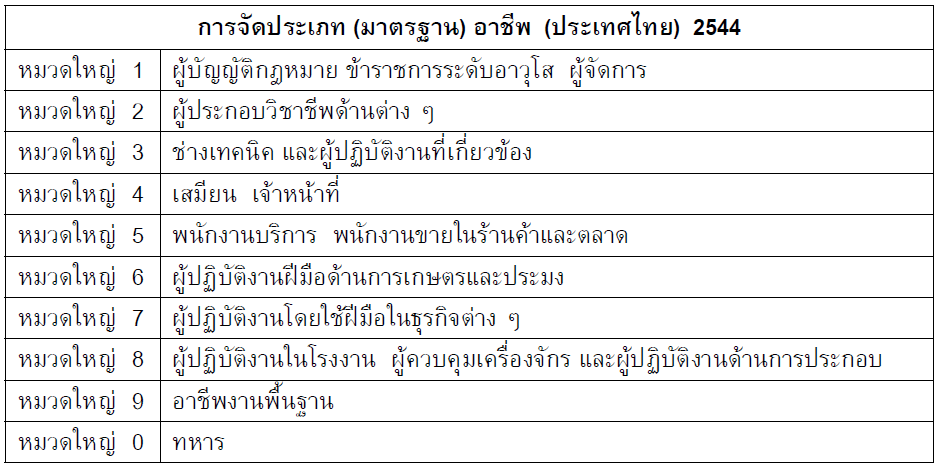 การจัดประเภท (มาตรฐาน) อาชีพ (ประเทศไทย) 2544
หมวดใหญ่ 1 ผู้บัญญัติกฎหมาย ข้าราชการระดับอาวุโส ผู้จัดการ
หมวดใหญ่ 2 ผู้ประกอบวิชาชีพด้านต่าง ๆ
หมวดใหญ่ 3 ช่างเทคนิค และผู้ปฏิบัติงานที่เกี่ยวข้อง
หมวดใหญ่ 4 เสมียน เจ้าหน้าที่
หมวดใหญ่ 5 พนักงานบริการ พนักงานขายในร้านค้าและตลาด
หมวดใหญ่ 6 ผู้ปฏิบัติงานฝีมือด้านการเกษตรและประมง
หมวดใหญ่ 7 ผู้ปฏิบัติงานโดยใช้ฝีมือในธุรกิจต่าง ๆ
หมวดใหญ่ 8 ผู้ปฏิบัติงานในโรงงาน ผู้ควบคุมเครื่องจักร และผู้ปฏิบัติงานด้านการประกอบ
หมวดใหญ่ 9 อาชีพงานพื้นฐาน
หมวดใหญ่ 0 ทหาร